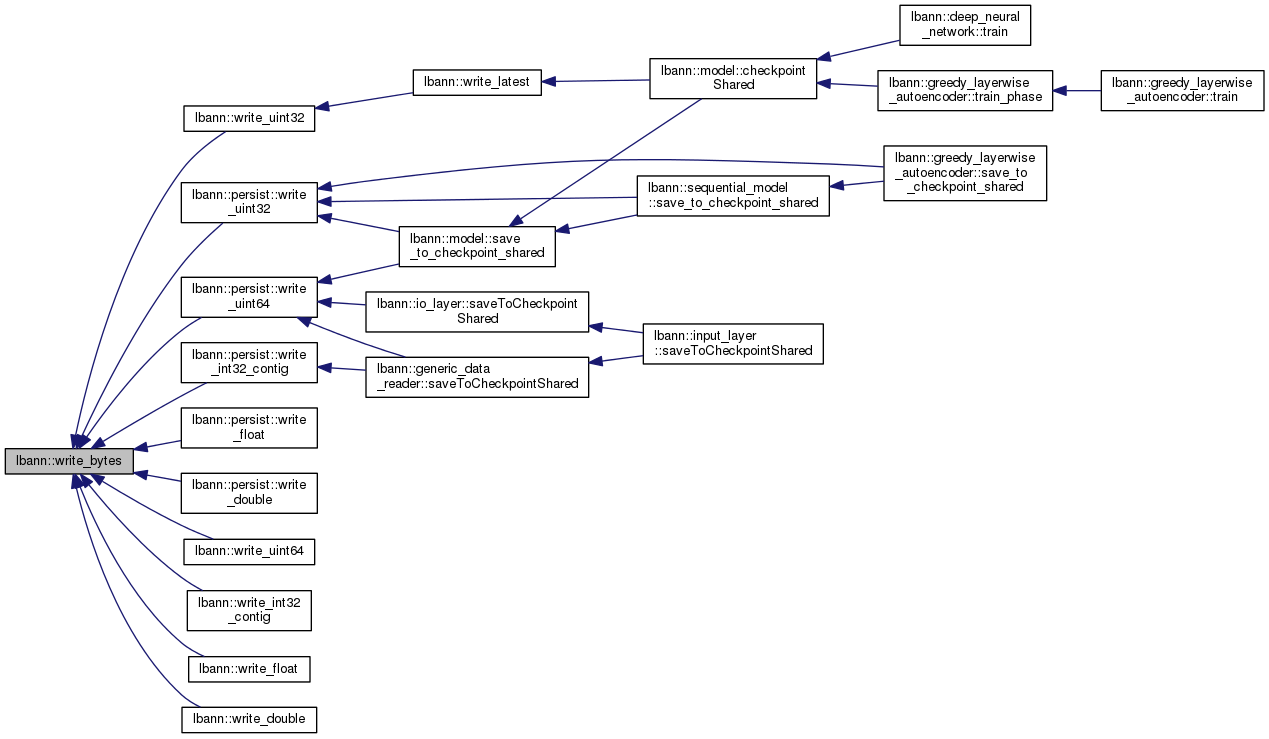 lbann::deep_neural
_network::train
lbann::model::checkpoint
Shared
lbann::write_latest
lbann::greedy_layerwise
_autoencoder::train_phase
lbann::greedy_layerwise
_autoencoder::train
lbann::write_uint32
lbann::greedy_layerwise
_autoencoder::save_to
_checkpoint_shared
lbann::persist::write
_uint32
lbann::sequential_model
::save_to_checkpoint_shared
lbann::model::save
_to_checkpoint_shared
lbann::persist::write
_uint64
lbann::io_layer::saveToCheckpoint
Shared
lbann::input_layer
::saveToCheckpointShared
lbann::persist::write
_int32_contig
lbann::generic_data
_reader::saveToCheckpointShared
lbann::persist::write
_float
lbann::write_bytes
lbann::persist::write
_double
lbann::write_uint64
lbann::write_int32
_contig
lbann::write_float
lbann::write_double